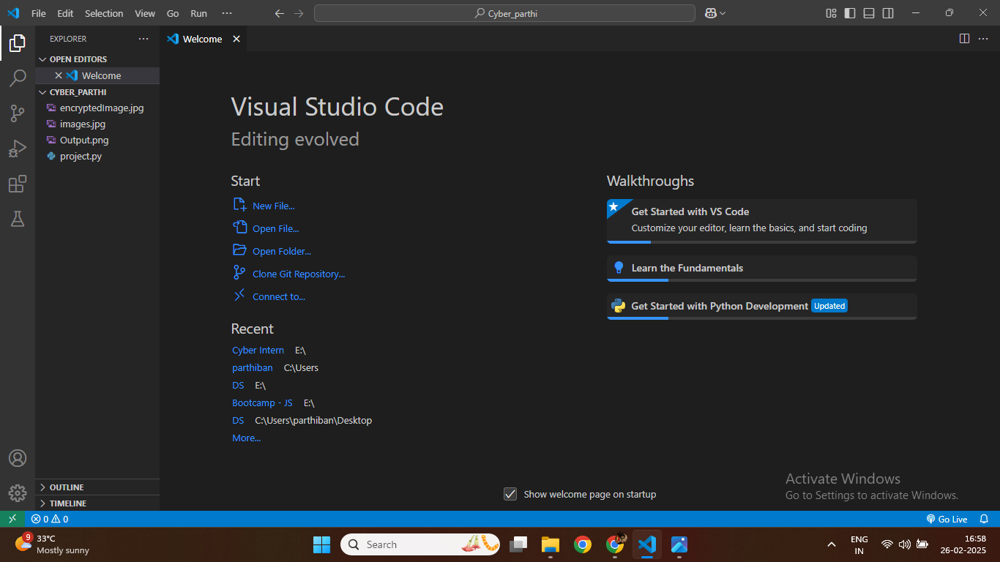 File Edit Selection View Go Run ··· Cyber_parthi
EXPLORER ···
Welcome
OPEN EDITORS
Welcome
CYBER_PARTHI
encryptedImage.jpg
images.jpg
Output.png
project.py
Visual Studio Code
Editing evolved
Start
New File...
Open File...
Open Folder...
Clone Git Repository...
Connect to...
Recent
Cyber Intern E:\
parthiban C:\Users
DS E:\
Bootcamp - JS E:\
DS C:\Users\parthiban\Desktop
More...
Walkthroughs
Get Started with VS Code
Customize your editor, learn the basics, and start coding
Learn the Fundamentals
Get Started with Python Development Updated
Show welcome page on startup
Activate Windows
Go to Settings to activate Windows.
OUTLINE
TIMELINE
0 0 Go Live
9
33°C
Mostly sunny
Search
ENG
IN
16:58
26-02-2025